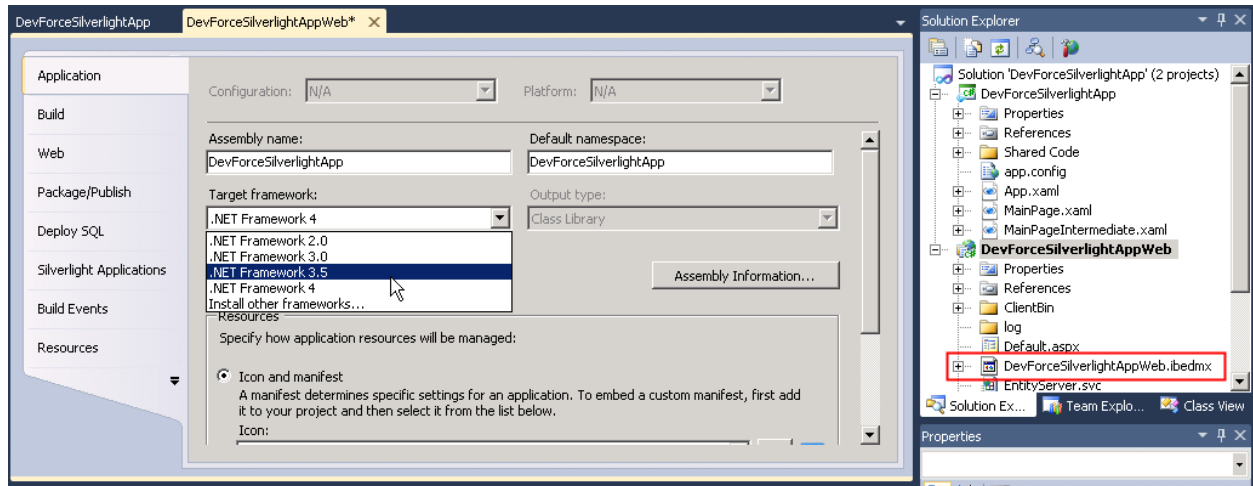 DevForceSilverlightApp
DevForceSilverlightAppWeb*
Application
Build
Web
Package/Publish
Deploy SQL
Silverlight Applications
Build Events
Resources
Configuration: N/A
Platform: N/A
Assembly name:
Default namespace:
DevForceSilverlightApp
DevForceSilverlightApp
Target framework:
Output type:
.NET Framework 4
Class Library
.NET Framework 2.0
.NET Framework 3.0
.NET Framework 3.5
.NET Framework 4
Install other frameworks...
Assembly Information...
Resources
Specify how application resources will be managed:
Icon and manifest
A manifest determines specific settings for an application. To embed a custom manifest, first add
it to your project and then select it from the list below.
Icon:
Solution Explorer
Solution 'DevForceSilverlightApp' (2 projects)
DevForceSilverlightApp
Properties
References
Shared Code
app.config
App.xaml
MainPage.xaml
MainPageIntermediate.xaml
DevForceSilverlightAppWeb
Properties
References
ClientBin
log
Default.aspx
DevForceSilverlightAppWeb.ibedmx
EntityServer.svc
Solution Ex...
Team Explo...
Class View
Properties